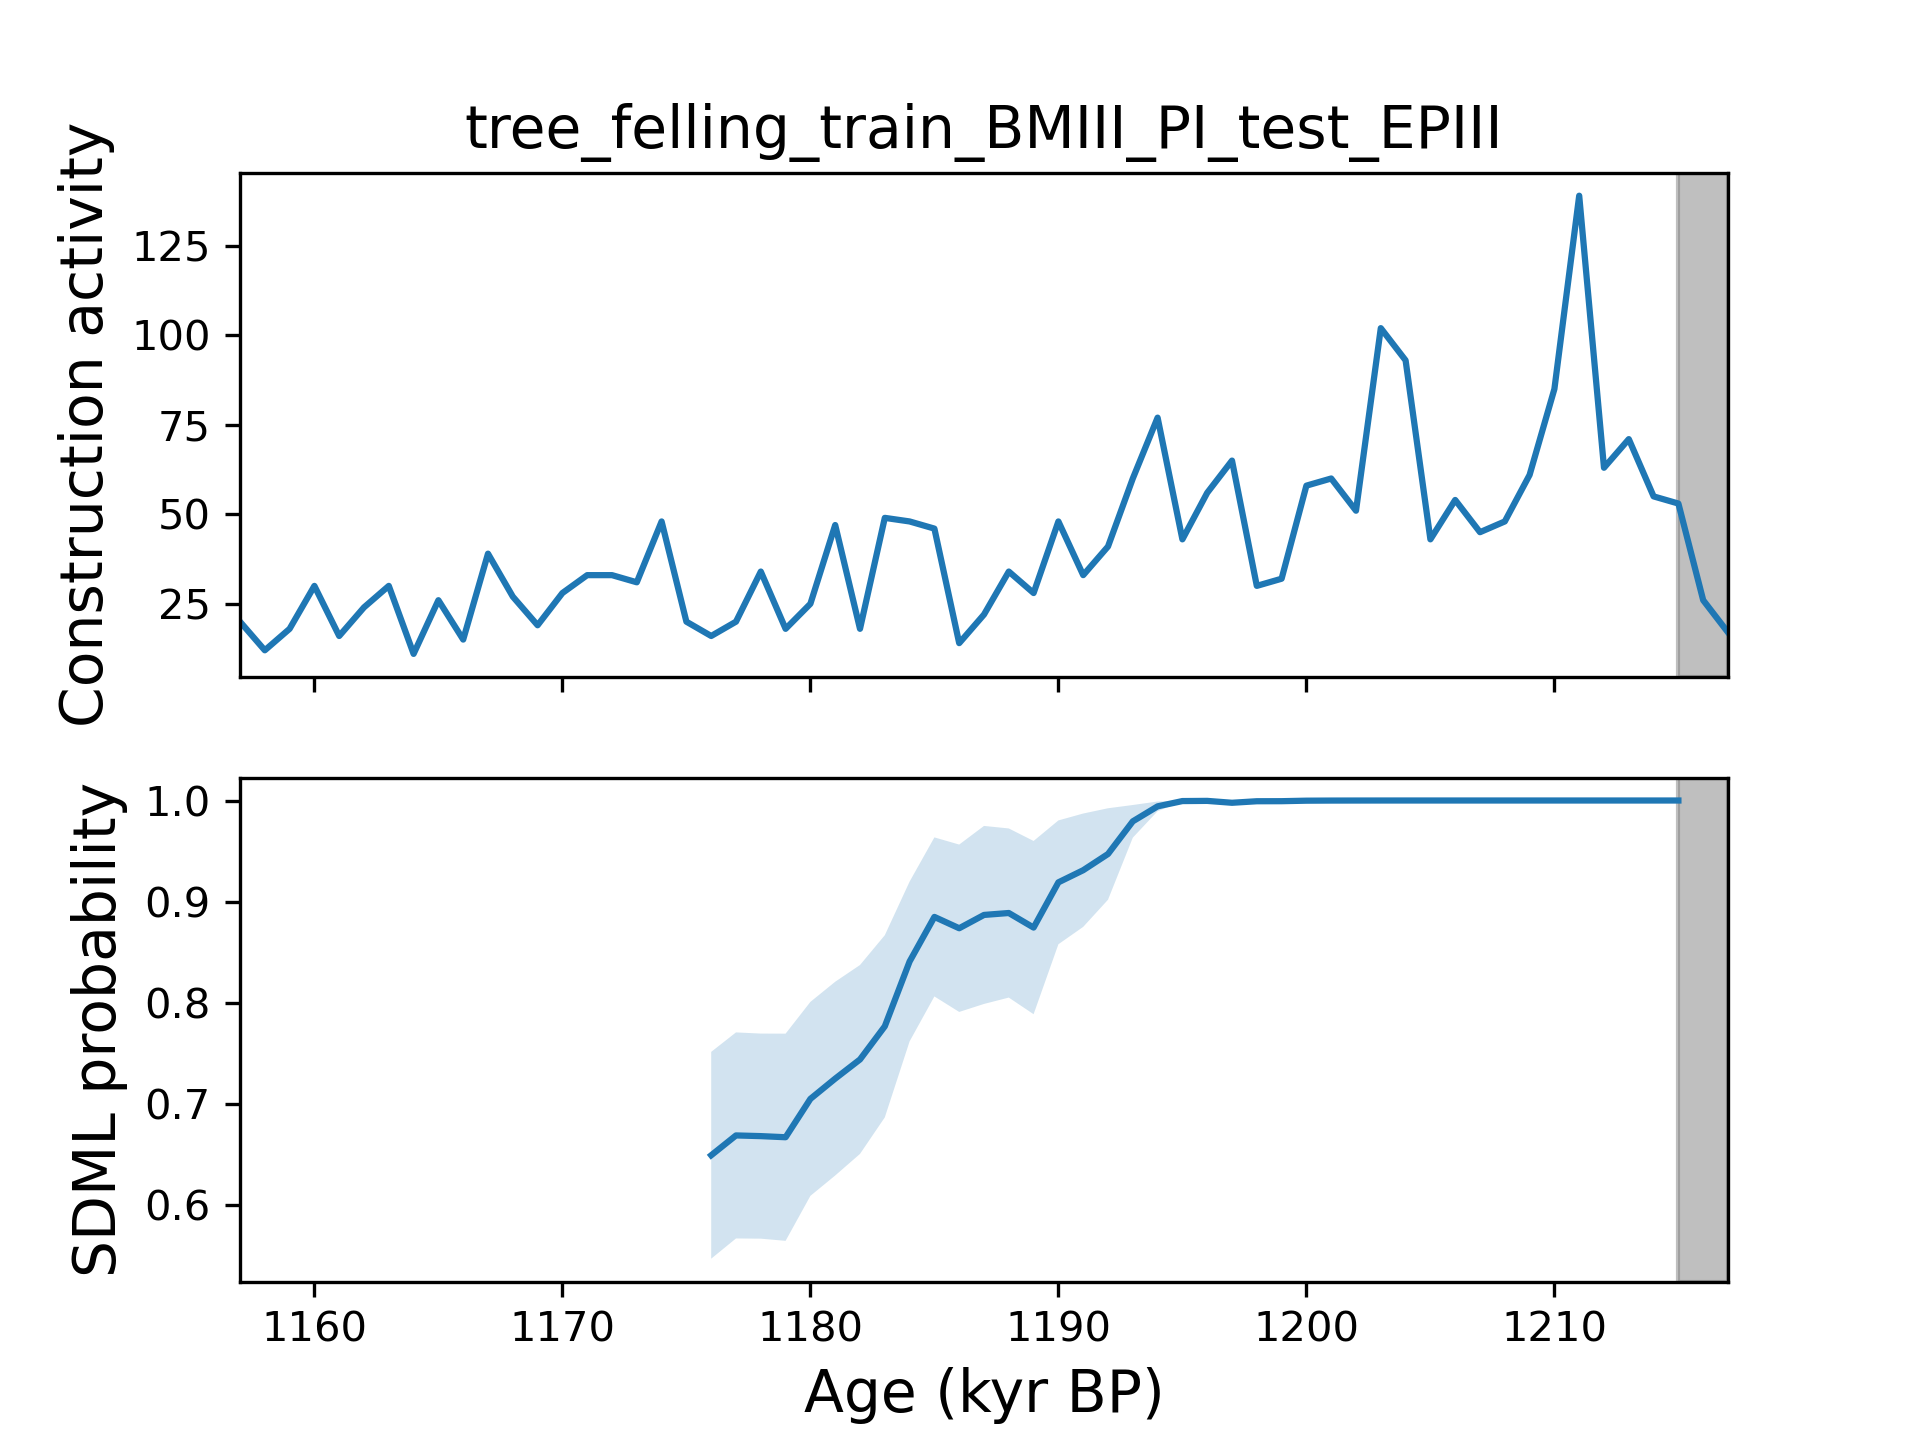 tree_felling_train_BMIII_PI_test_EPIII
Construction activity
125
100
75
50
25
SDML probability
1.0
0.9
0.8
0.7
0.6
1160 1170 1180 1190 1200 1210
Age (kyr BP)